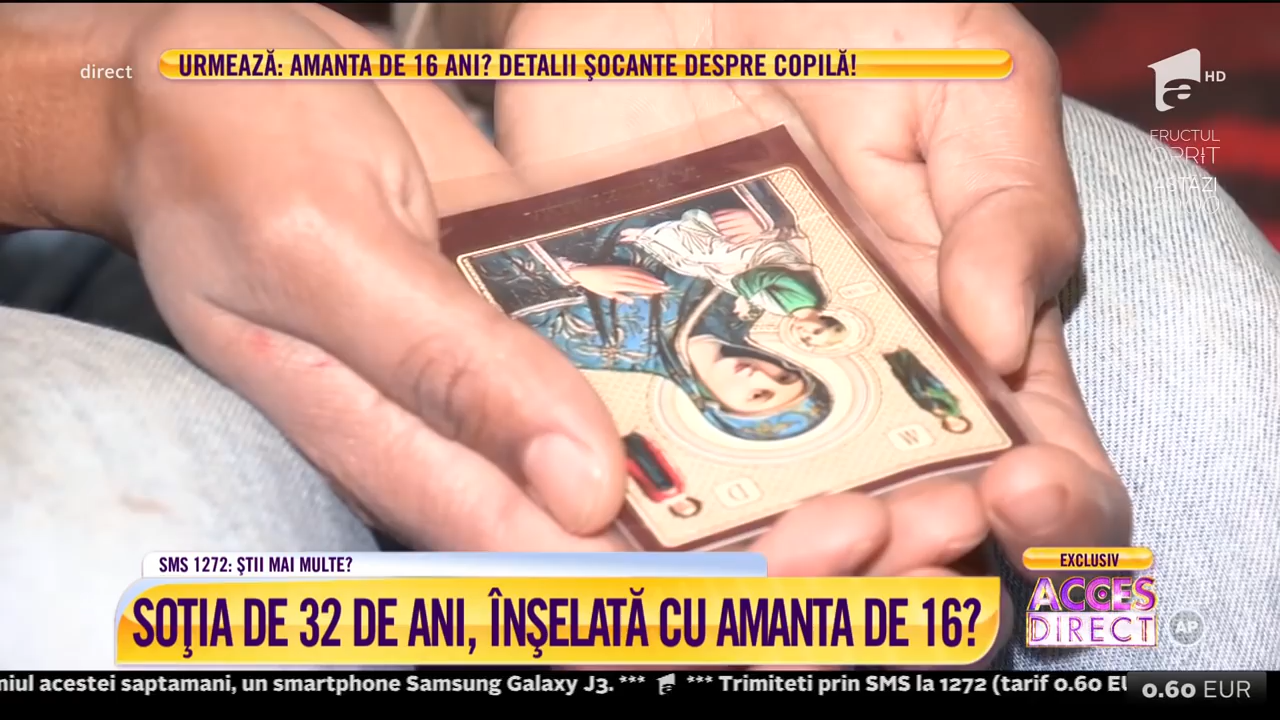 direct
URMEAZĂ: AMANTA DE 16 ANI? DETALII ŞOCANTE DESPRE COPILĂ!
HD
FRUCTUL
OPRIT
ASTĂZI
SMS 1272: ŞTII MAI MULTE?
SOŢIA DE 32 DE ANI, ÎNŞELATĂ CU AMANTA DE 16?
EXCLUSIV
ACCES
DIRECT
AP
miul acestei saptamani, un smartphone Samsung Galaxy J3. *** *** Trimiteti prin SMS la 1272 (tarif 0.60 EU
0.60 EUR